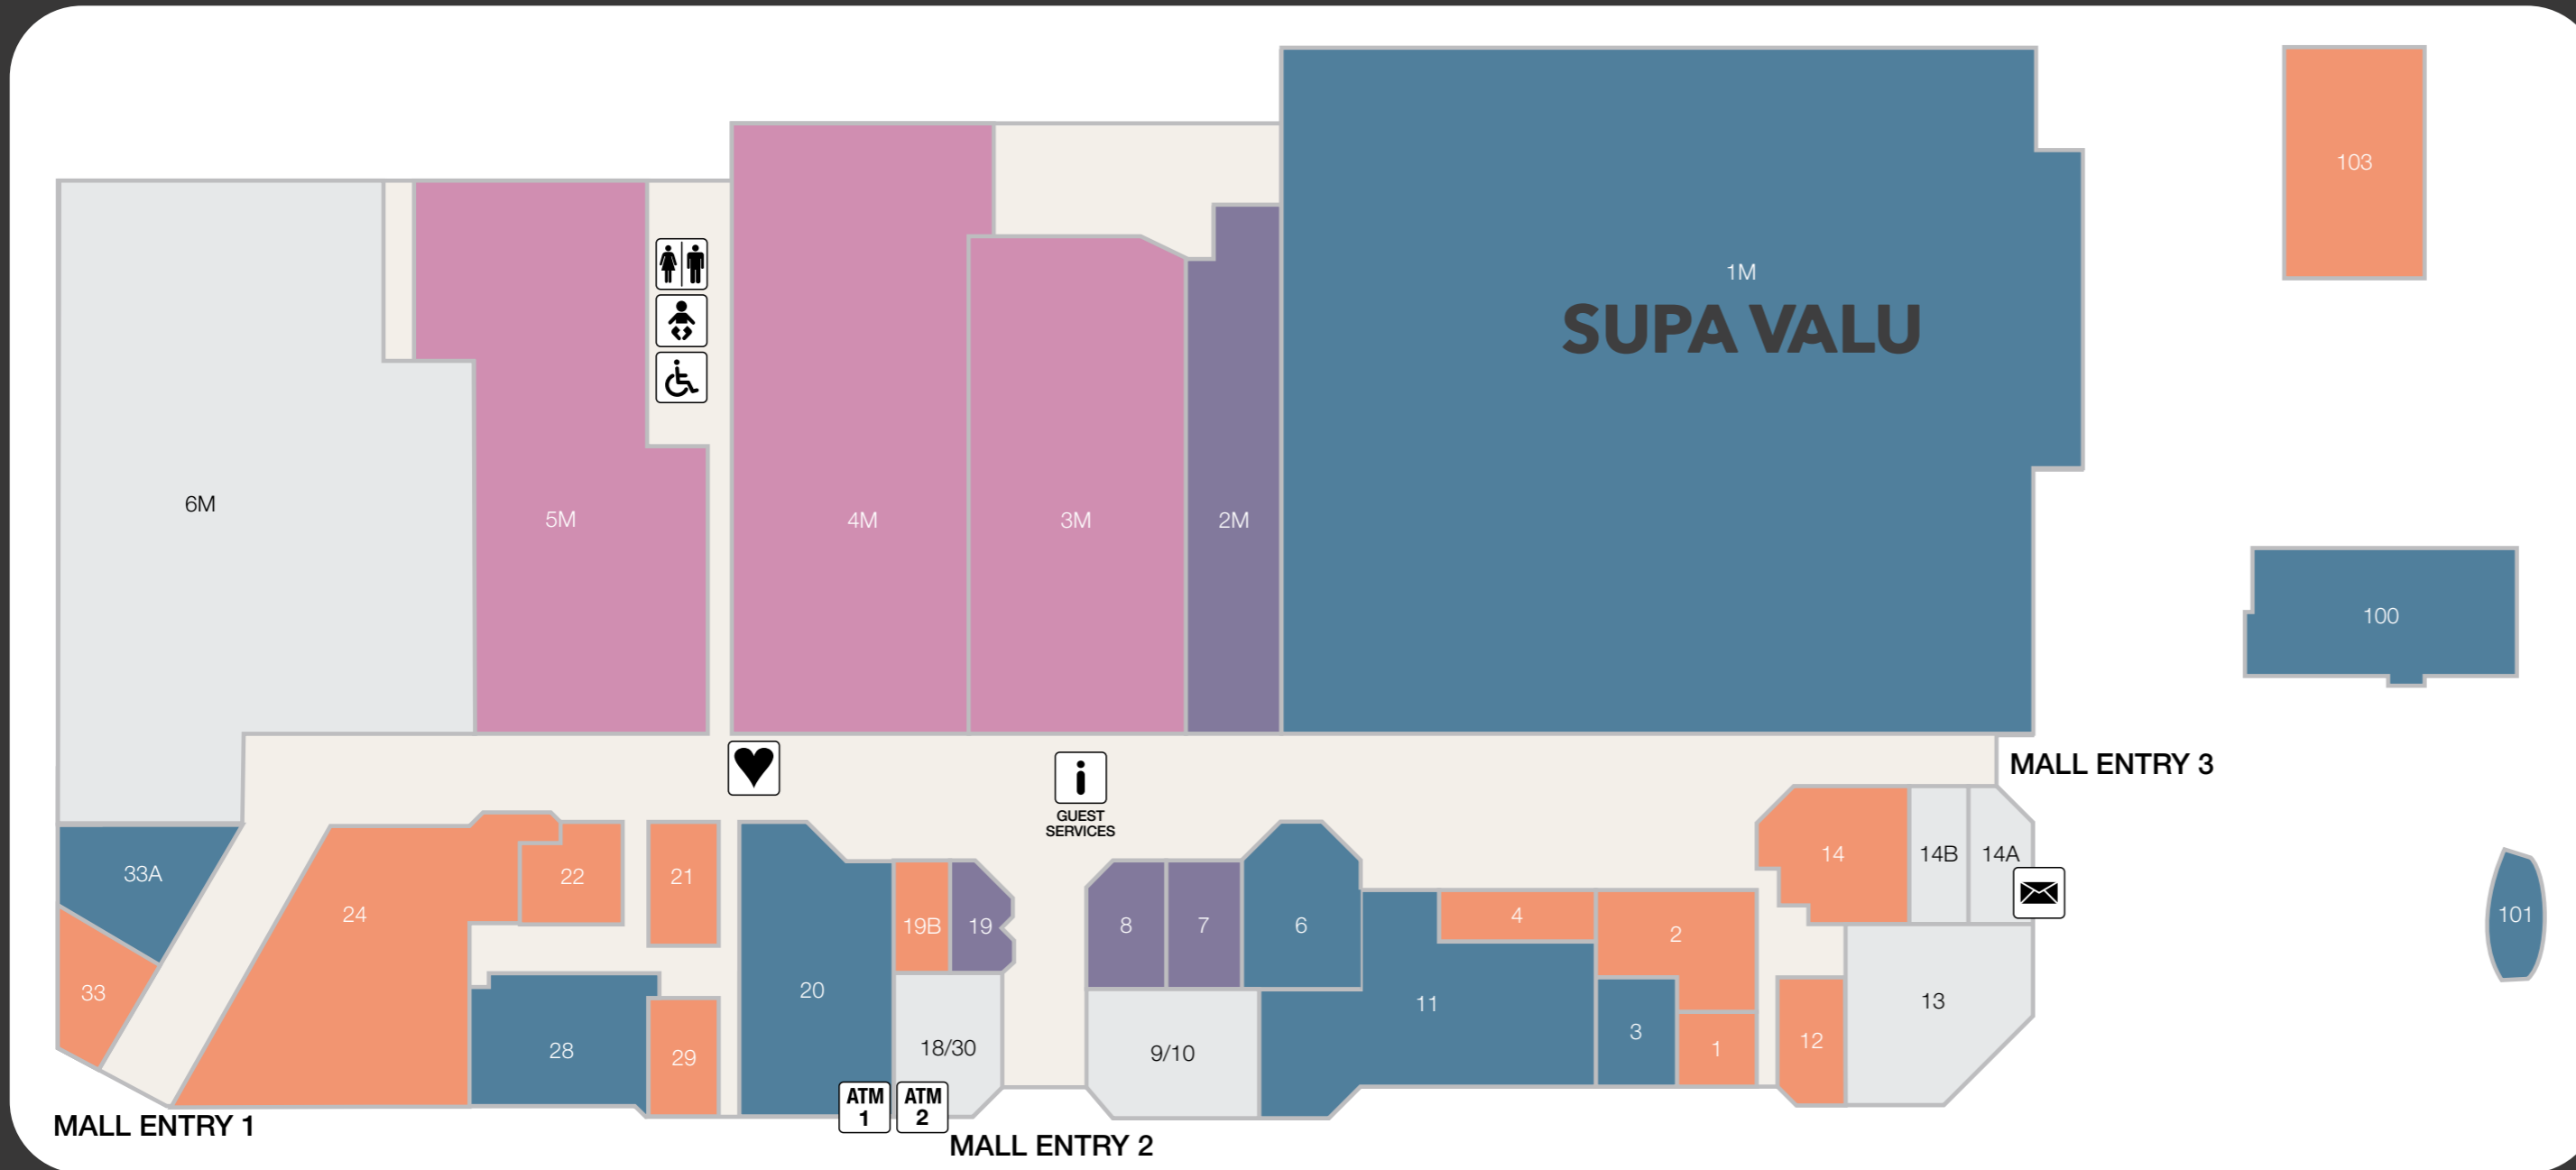 103
1M
SUPA VALU
6M
5M
4M
3M
2M
100
MALL ENTRY 3
GUEST
SERVICES
33A
24
22
21
20
19B
19
8
7
6
4
2
14
14B
14A
101
33
28
29
18/30
9/10
11
3
1
12
13
ATM
1
ATM
2
MALL ENTRY 1
MALL ENTRY 2